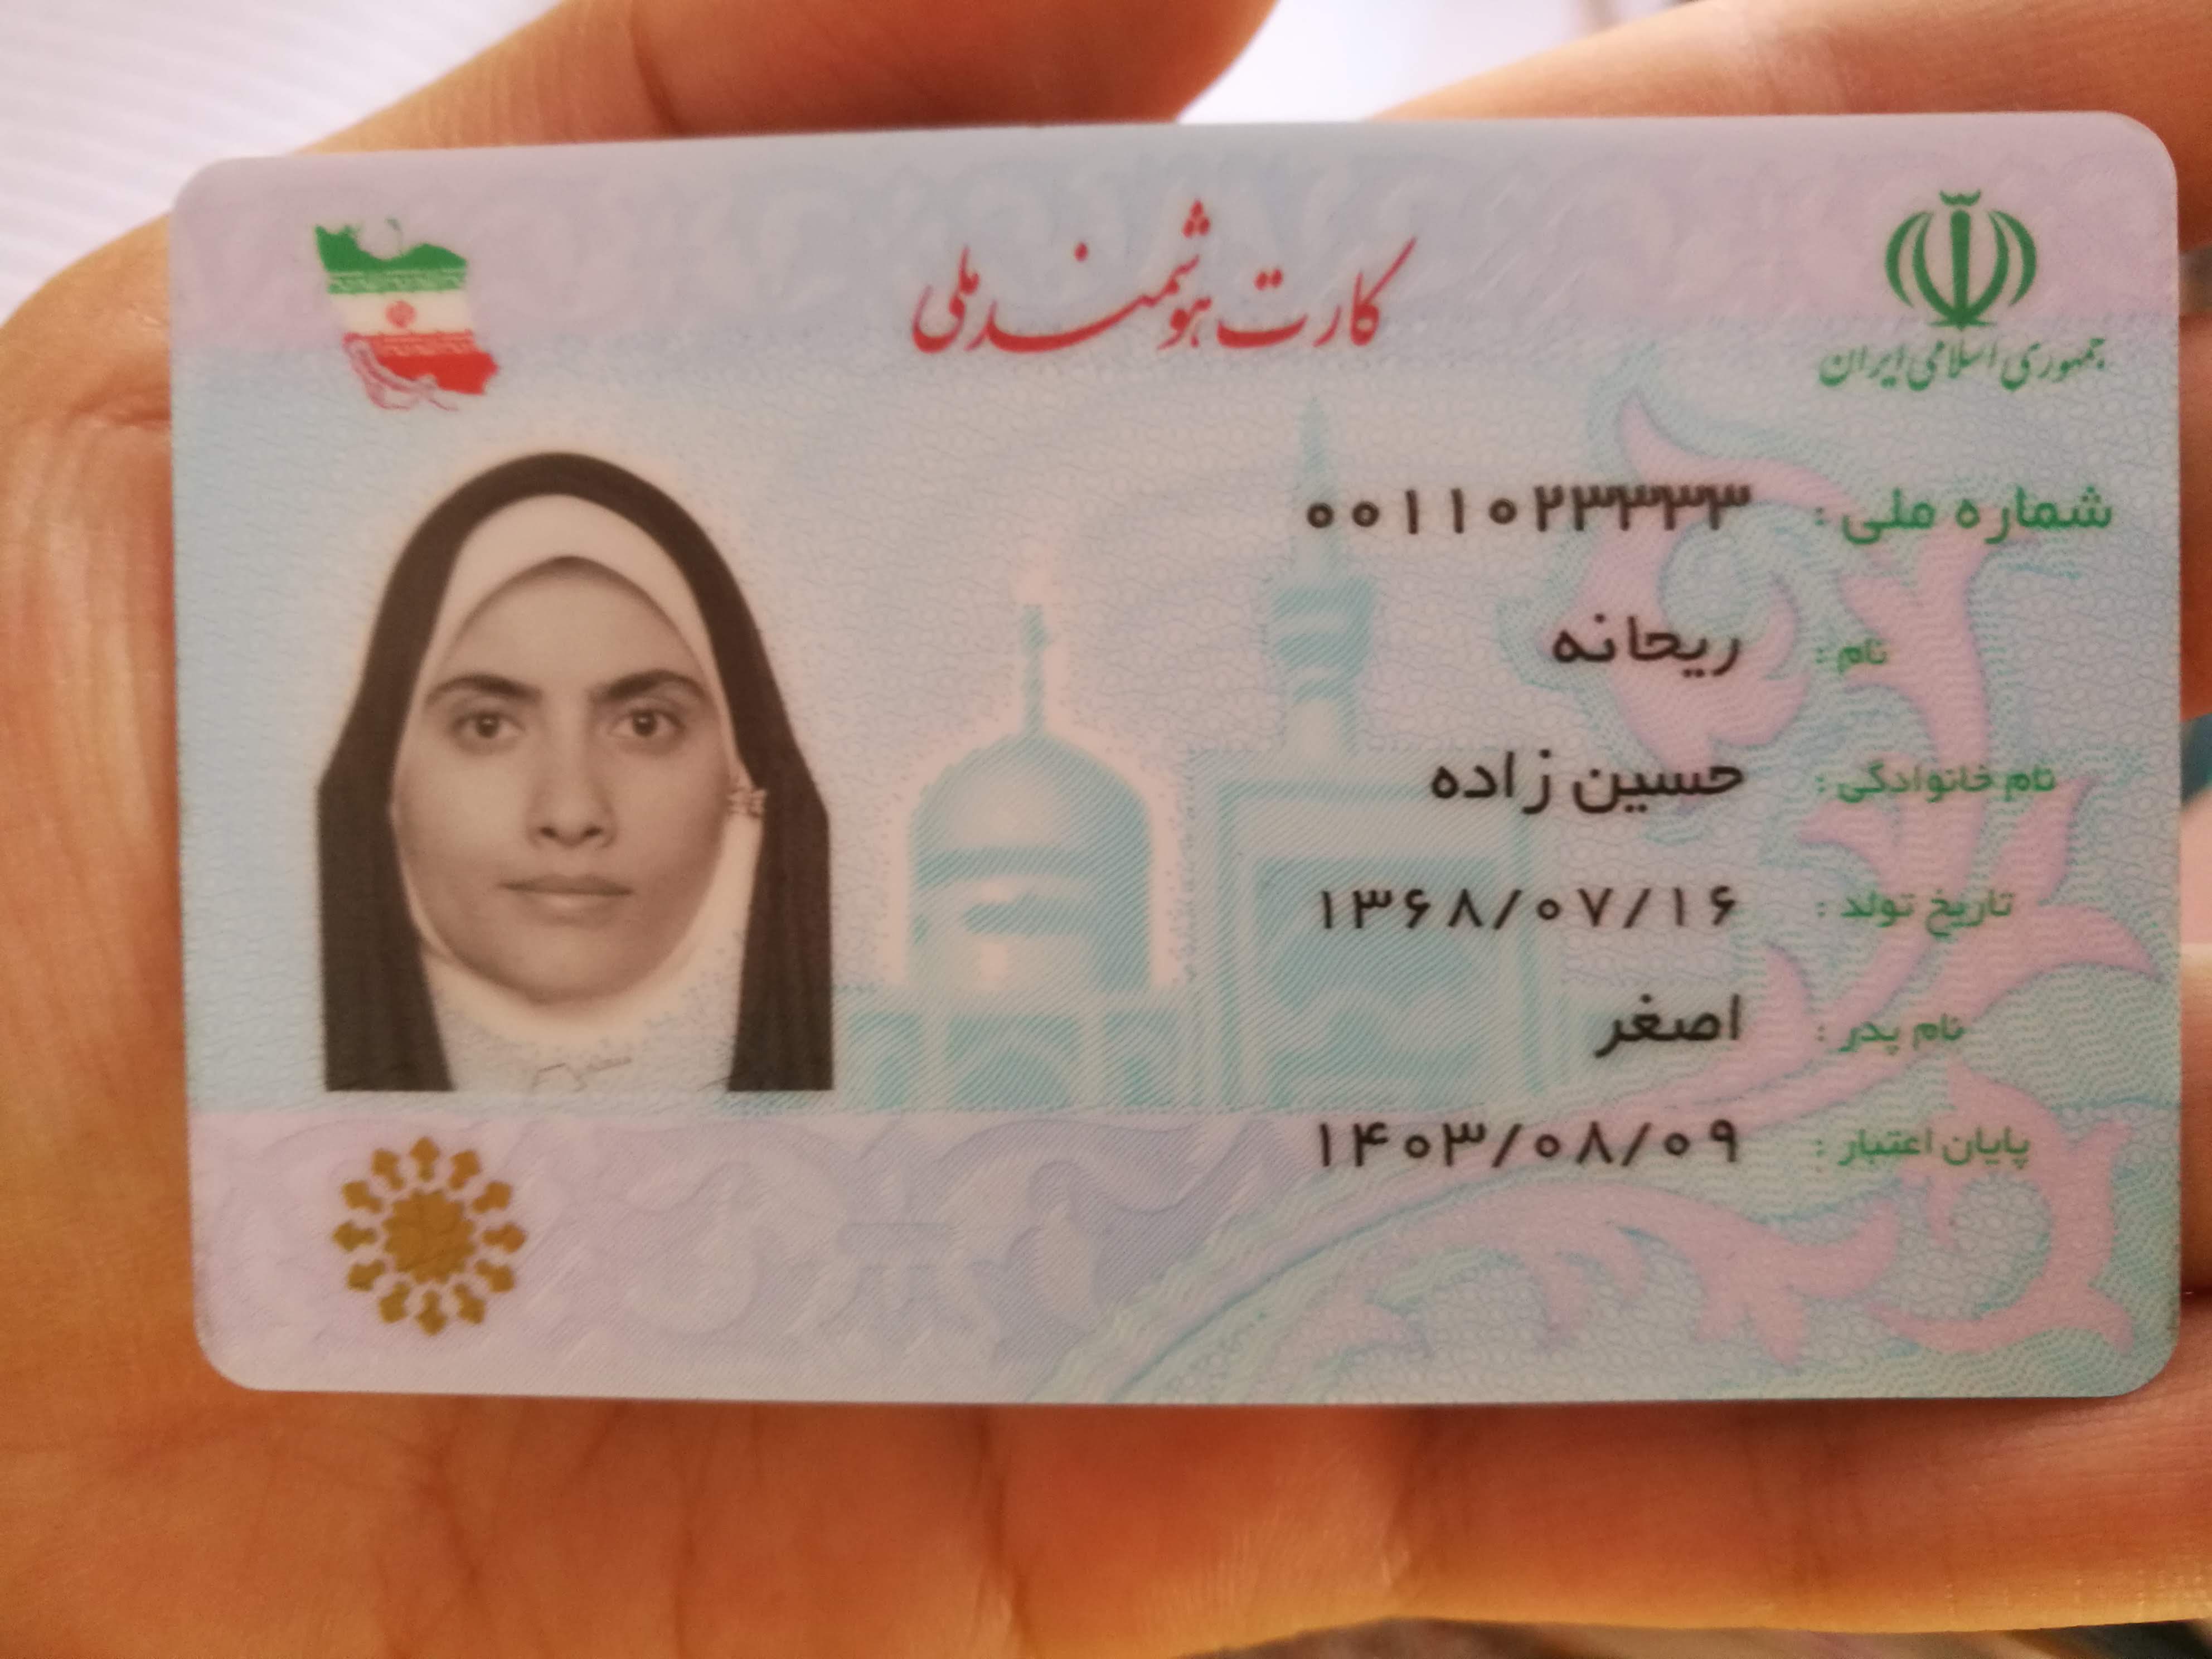 جمهوری اسلامی ایران
کارت هوشمند ملی
شماره ملی : ۰۰۱۱۰۲۳۳۳۳
نام : ریحانه
نام خانوادگی : حسین زاده
تاریخ تولد : ۱۳۶۸/۰۷/۱۶
نام پدر : اصغر
پایان اعتبار : ۱۴۰۳/۰۸/۰۹